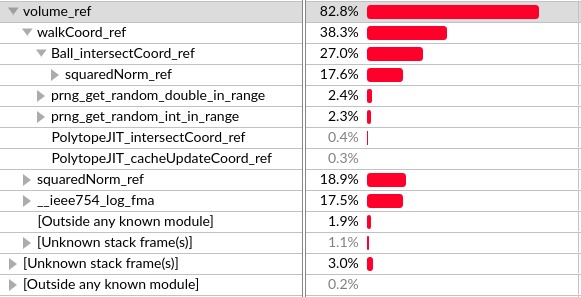 volume_ref 82.8%
walkCoord_ref 38.3%
Ball_intersectCoord_ref 27.0%
squaredNorm_ref 17.6%
prng_get_random_double_in_range 2.4%
prng_get_random_int_in_range 2.3%
PolytopeJIT_intersectCoord_ref 0.4%
PolytopeJIT_cacheUpdateCoord_ref 0.3%
squaredNorm_ref 18.9%
__ieee754_log_fma 17.5%
[Outside any known module] 1.9%
[Unknown stack frame(s)] 1.1%
[Unknown stack frame(s)] 3.0%
[Outside any known module] 0.2%